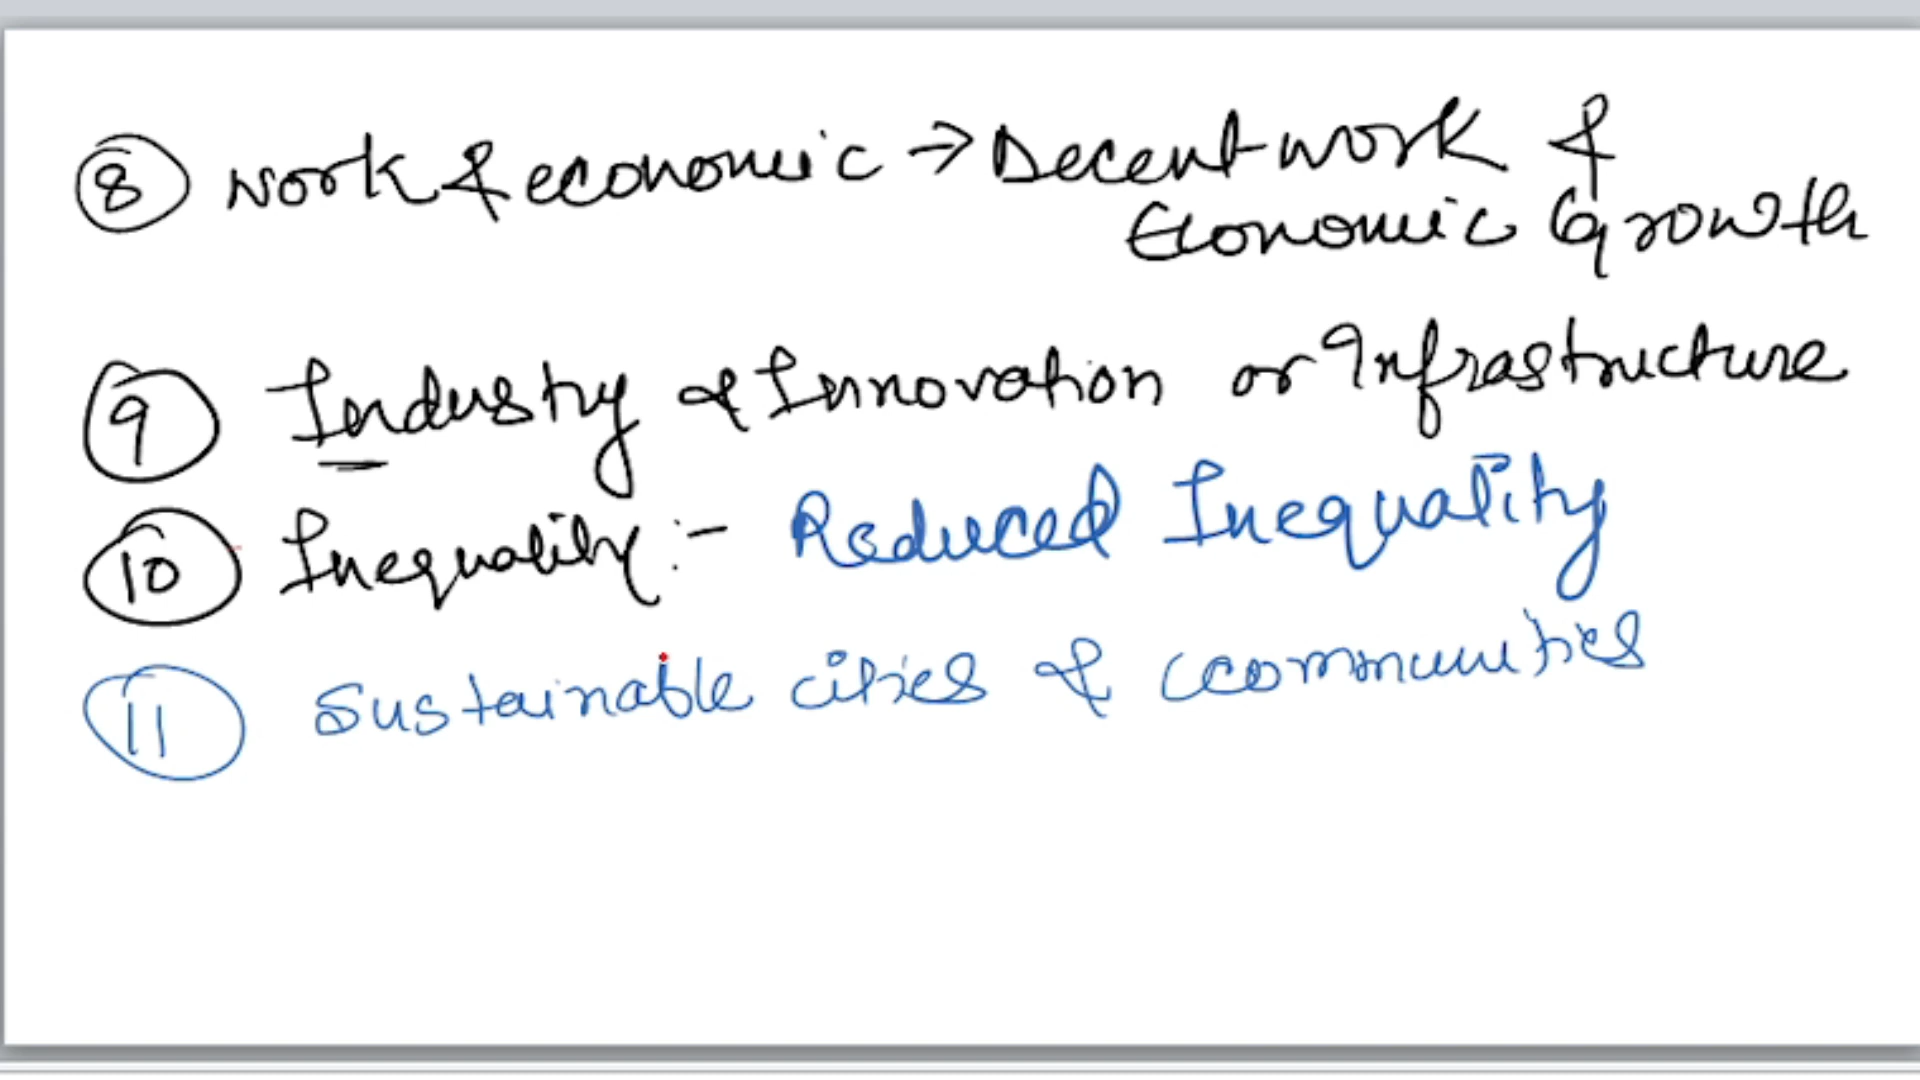 8 Work & economic → Decent work &
Economic Growth
9 Industry & Innovation or Infrastructure
10 Inequality :- Reduced Inequality
11 Sustainable cities & ccommunities